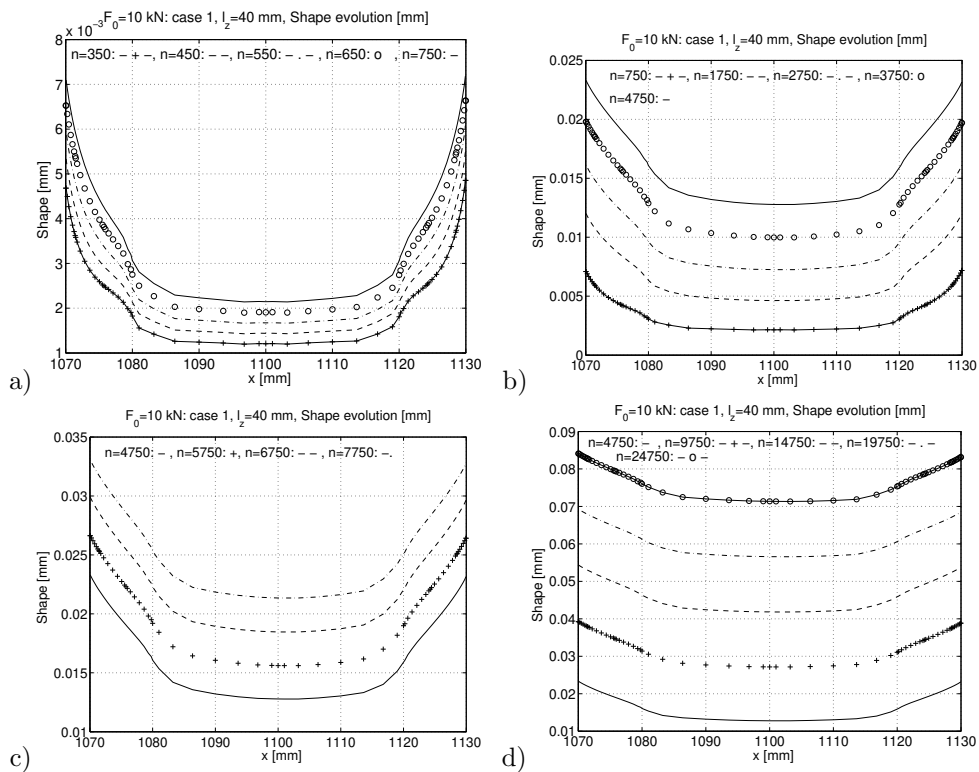 x 10⁻³ F₀=10 kN: case 1, l_z=40 mm, Shape evolution [mm]
n=350: − + −, n=450: − −, n=550: − . −, n=650: o , n=750: −
8
7
6
5
4
3
2
1
Shape [mm]
1070 1080 1090 1100 1110 1120 1130
x [mm]
a)
F₀=10 kN: case 1, l_z=40 mm, Shape evolution [mm]
n=750: − + −, n=1750: − −, n=2750: − . −, n=3750: o
n=4750: −
0.025
0.02
0.015
0.01
0.005
0
Shape [mm]
1070 1080 1090 1100 1110 1120 1130
x [mm]
b)
F₀=10 kN: case 1, l_z=40 mm, Shape evolution [mm]
n=4750: − , n=5750: +, n=6750: − −, n=7750: −.
0.035
0.03
0.025
0.02
0.015
0.01
Shape [mm]
1070 1080 1090 1100 1110 1120 1130
x [mm]
c)
F₀=10 kN: case 1, l_z=40 mm, Shape evolution [mm]
n=4750: − , n=9750: − + −, n=14750: − −, n=19750: − . −
n=24750: − o −
0.09
0.08
0.07
0.06
0.05
0.04
0.03
0.02
0.01
Shape [mm]
1070 1080 1090 1100 1110 1120 1130
x [mm]
d)